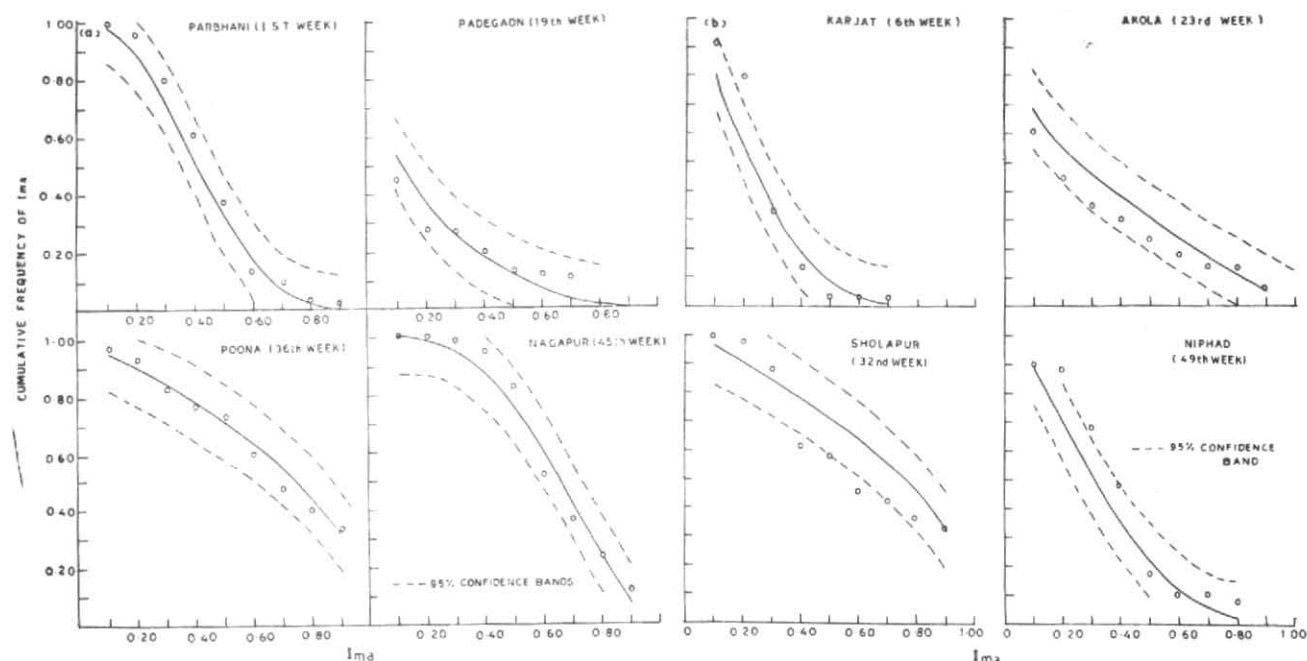 PARBHANI (1 ST WEEK)
PADEGAON (19th WEEK)
KARJAT (6th WEEK)
AKOLA (23rd WEEK)
(a)
(b)
1.00
0.80
0.60
0.40
0.20
0.20 0.40 0.60 0.80
0.20 0.40 0.60 0.80
CUMULATIVE FREQUENCY OF Ima
POONA (36th WEEK)
NAGAPUR (45th WEEK)
SHOLAPUR
(32nd WEEK)
NIPHAD
(49th WEEK)
1.00
0.80
0.60
0.40
0.20
95% CONFIDENCE BANDS
95% CONFIDENCE
BAND
0.20 0.40 0.60 0.80
0.20 0.40 0.60 0.80
0 0.20 0.40 0.60 0.80 1.00
0 0.20 0.40 0.60 0.80 1.00
Ima
Ima